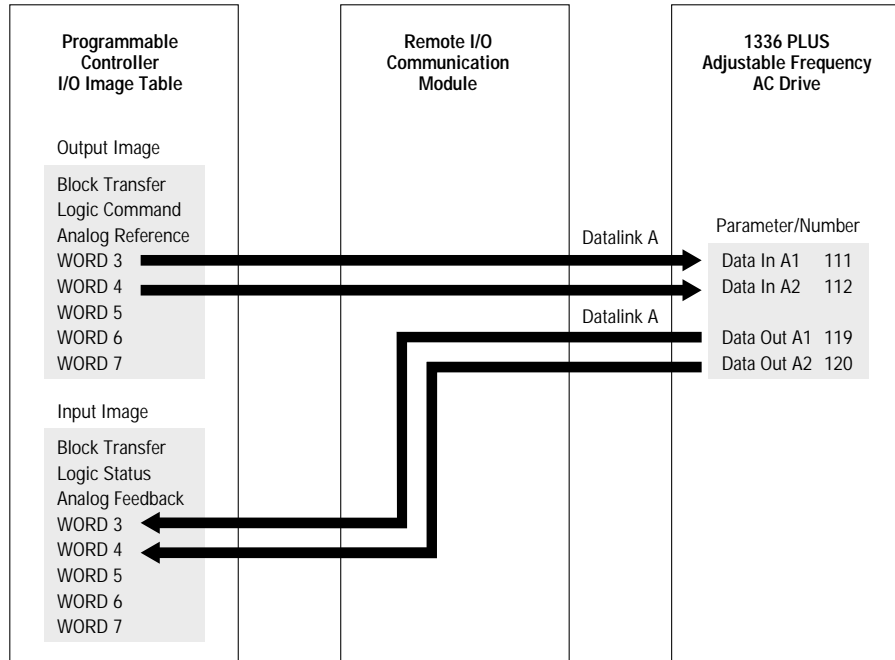 Programmable
Controller
I/O Image Table
Remote I/O
Communication
Module
1336 PLUS
Adjustable Frequency
AC Drive
Output Image
Block Transfer
Logic Command
Analog Reference
WORD 3
WORD 4
WORD 5
WORD 6
WORD 7
Datalink A
Datalink A
Parameter/Number
Data In A1 111
Data In A2 112
Data Out A1 119
Data Out A2 120
Input Image
Block Transfer
Logic Status
Analog Feedback
WORD 3
WORD 4
WORD 5
WORD 6
WORD 7